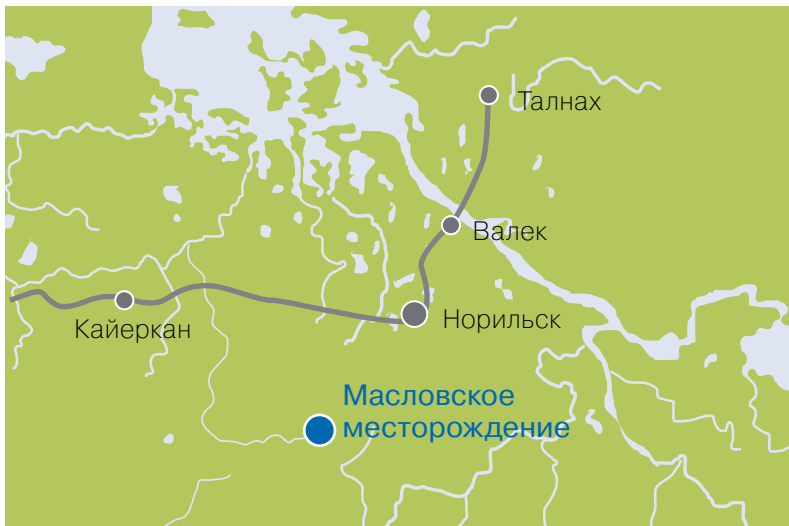 Талнах
Валек
Норильск
Кайеркан
Масловское
месторождение